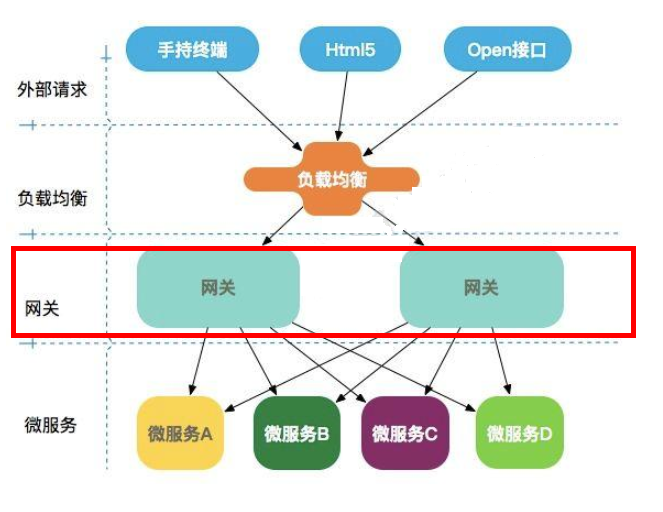 手持终端
Html5
Open接口
外部请求
负载均衡
负载均衡
网关
网关
网关
微服务
微服务A
微服务B
微服务C
微服务D